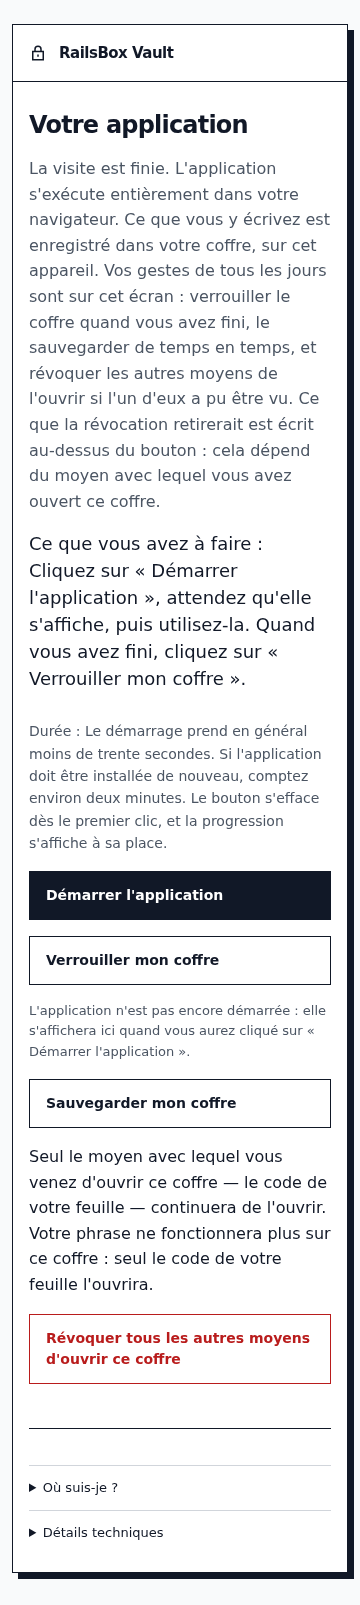 RailsBox Vault
Votre application
La visite est finie. L'application
s'exécute entièrement dans votre
navigateur. Ce que vous y écrivez est
enregistré dans votre coffre, sur cet
appareil. Vos gestes de tous les jours
sont sur cet écran : verrouiller le
coffre quand vous avez fini, le
sauvegarder de temps en temps, et
révoquer les autres moyens de
l'ouvrir si l'un d'eux a pu être vu. Ce
que la révocation retirerait est écrit
au-dessus du bouton : cela dépend
du moyen avec lequel vous avez
ouvert ce coffre.
Ce que vous avez à faire :
Cliquez sur « Démarrer
l'application », attendez qu'elle
s'affiche, puis utilisez-la. Quand
vous avez fini, cliquez sur «
Verrouiller mon coffre ».
Durée : Le démarrage prend en général
moins de trente secondes. Si l'application
doit être installée de nouveau, comptez
environ deux minutes. Le bouton s'efface
dès le premier clic, et la progression
s'affiche à sa place.
Démarrer l'application
Verrouiller mon coffre
L'application n'est pas encore démarrée : elle
s'affichera ici quand vous aurez cliqué sur «
Démarrer l'application ».
Sauvegarder mon coffre
Seul le moyen avec lequel vous
venez d'ouvrir ce coffre — le code de
votre feuille — continuera de l'ouvrir.
Votre phrase ne fonctionnera plus sur
ce coffre : seul le code de votre
feuille l'ouvrira.
Révoquer tous les autres moyens
d'ouvrir ce coffre
Où suis-je ?
Détails techniques